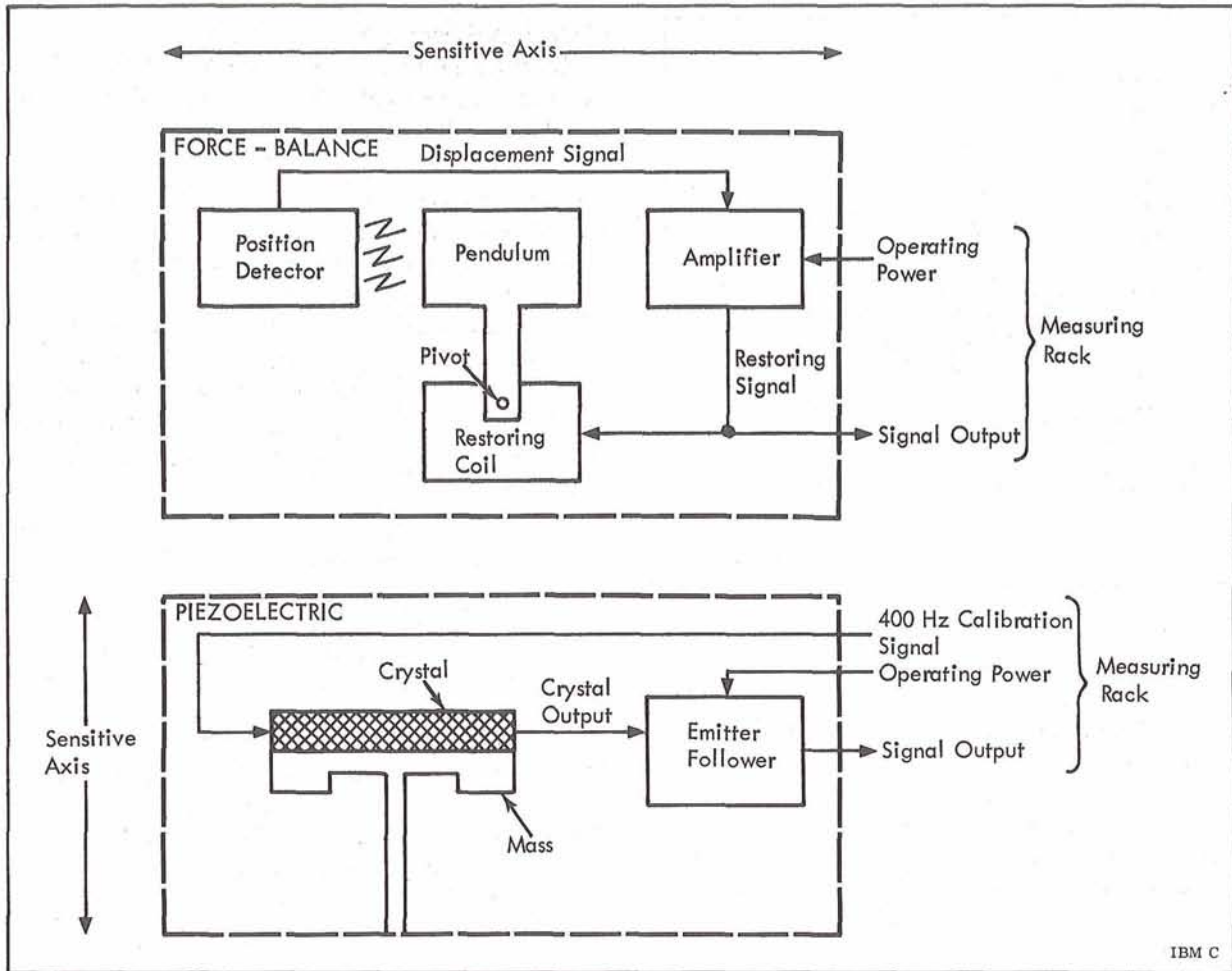 Sensitive Axis
FORCE - BALANCE
Displacement Signal
Position
Detector
Pendulum
Amplifier
Operating
Power
Measuring
Rack
Pivot
Restoring
Signal
Restoring
Coil
Signal Output
PIEZOELECTRIC
400 Hz Calibration
Signal
Operating Power
Measuring
Rack
Crystal
Crystal
Output
Sensitive
Axis
Emitter
Follower
Signal Output
Mass
IBM C